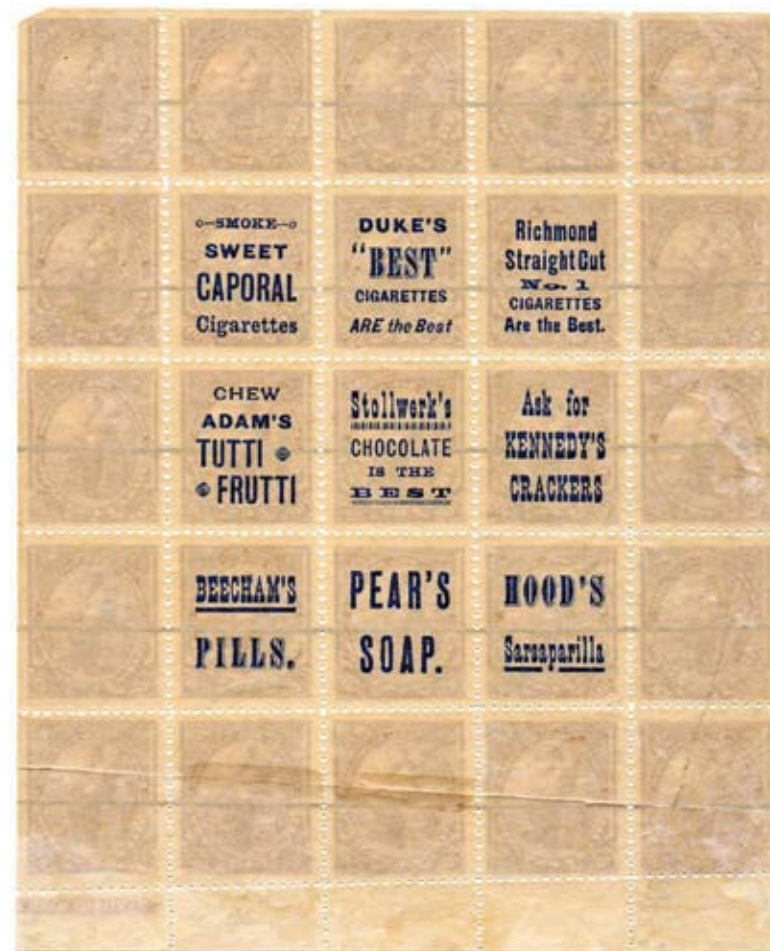 SMOKE
SWEET
CAPORAL
Cigarettes
DUKE'S
"BEST"
CIGARETTES
ARE the Best
Richmond
Straight Cut
No. 1
CIGARETTES
Are the Best.
CHEW
ADAM'S
TUTTI
FRUTTI
Stollwerk's
CHOCOLATE
IS THE
BEST
Ask for
KENNEDY'S
CRACKERS
BEECHAM'S
PILLS.
PEAR'S
SOAP.
HOOD'S
Sarsaparilla